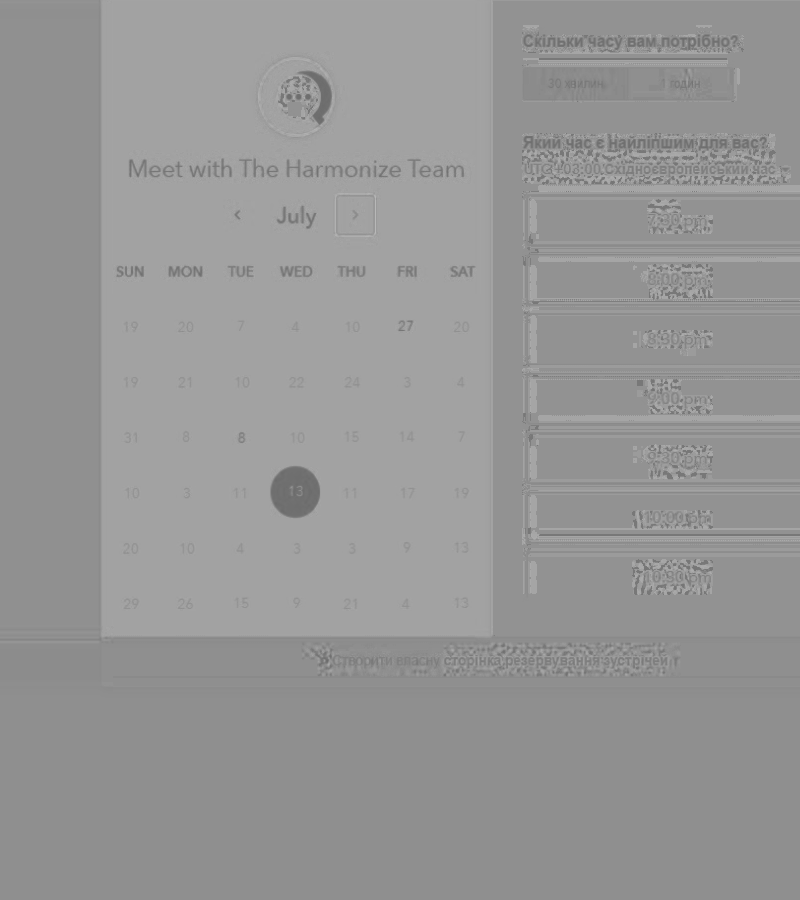 Meet with The Harmonize Team
‹ July ›
SUN MON TUE WED THU FRI SAT
19 20 7 4 10 27 20
19 21 10 22 24 3 4
31 8 8 10 15 14 7
10 3 11 13 11 17 19
20 10 4 3 3 9 13
29 26 15 9 21 4 13
Скільки часу вам потрібно?
30 хвилин 1 годин
Який час є найліпшим для вас?
UTC +03:00 Східноєвропейський час
7:30 pm
8:00 pm
8:30 pm
9:00 pm
9:30 pm
10:00 pm
10:30 pm
Створити власну сторінка резервування зустрічей